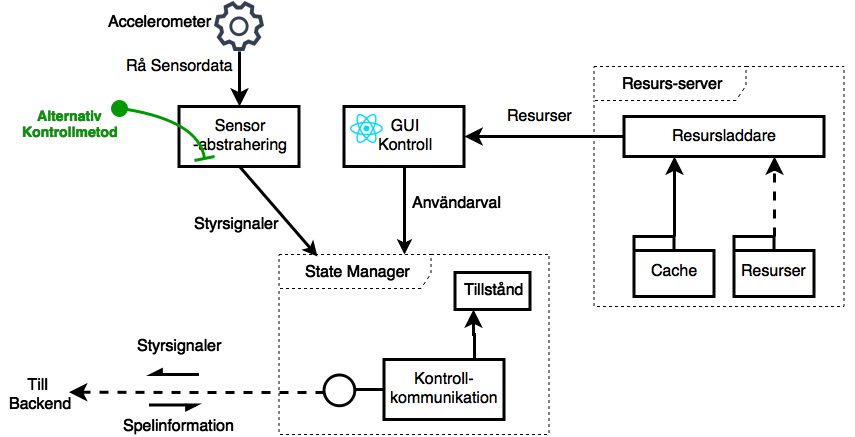 Accelerometer
Rå Sensordata
Alternativ
Kontrollmetod
Sensor
-abstrahering
GUI
Kontroll
Resurser
Resurs-server
Resursladdare
Cache
Resurser
Styrsignaler
Användarval
State Manager
Tillstånd
Kontroll-
kommunikation
Styrsignaler
Till
Backend
Spelinformation